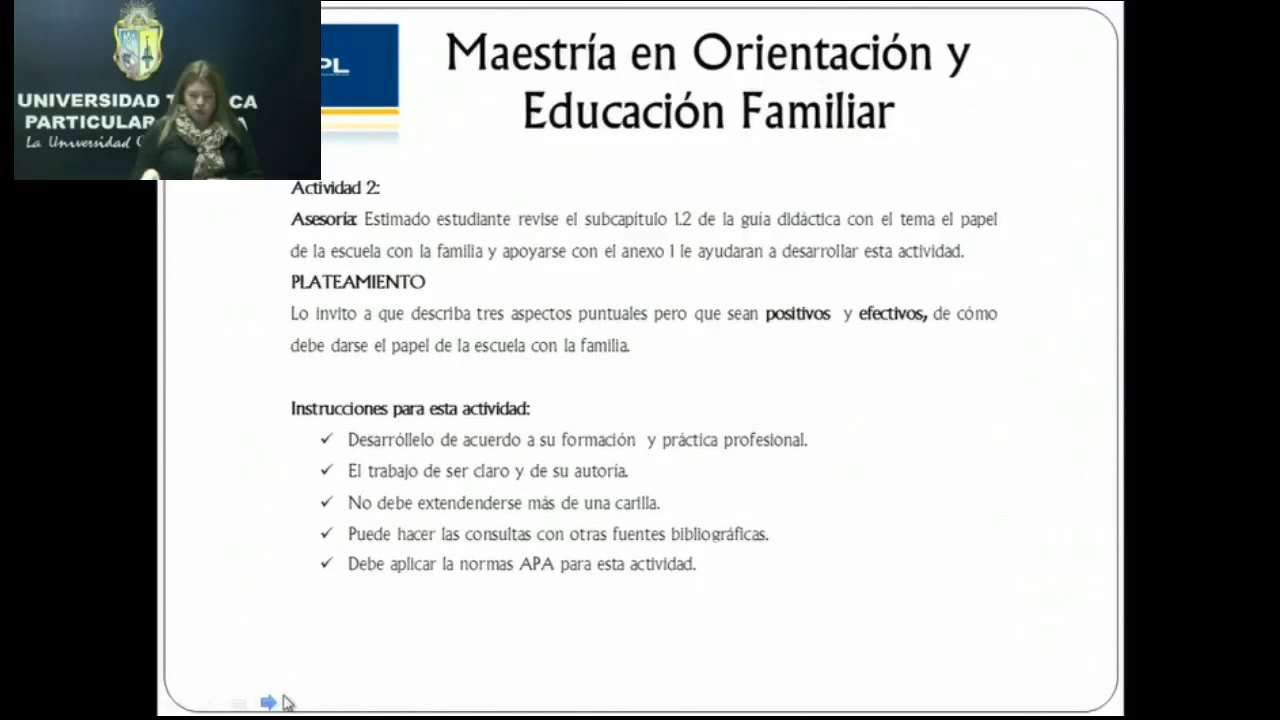 UNIVERSIDAD T CA
PARTICULAR A
La Universidad C
PL
Maestría en Orientación y
Educación Familiar
Actividad 2:
Asesoría: Estimado estudiante revise el subcapítulo 1.2 de la guía didáctica con el tema el papel
de la escuela con la familia y apoyarse con el anexo 1 le ayudaran a desarrollar esta actividad.
PLATEAMIENTO
Lo invito a que describa tres aspectos puntuales pero que sean positivos y efectivos, de cómo
debe darse el papel de la escuela con la familia.
Instrucciones para esta actividad:
✓ Desarróllelo de acuerdo a su formación y práctica profesional.
✓ El trabajo de ser claro y de su autoría.
✓ No debe extendenderse más de una carilla.
✓ Puede hacer las consultas con otras fuentes bibliográficas.
✓ Debe aplicar la normas APA para esta actividad.